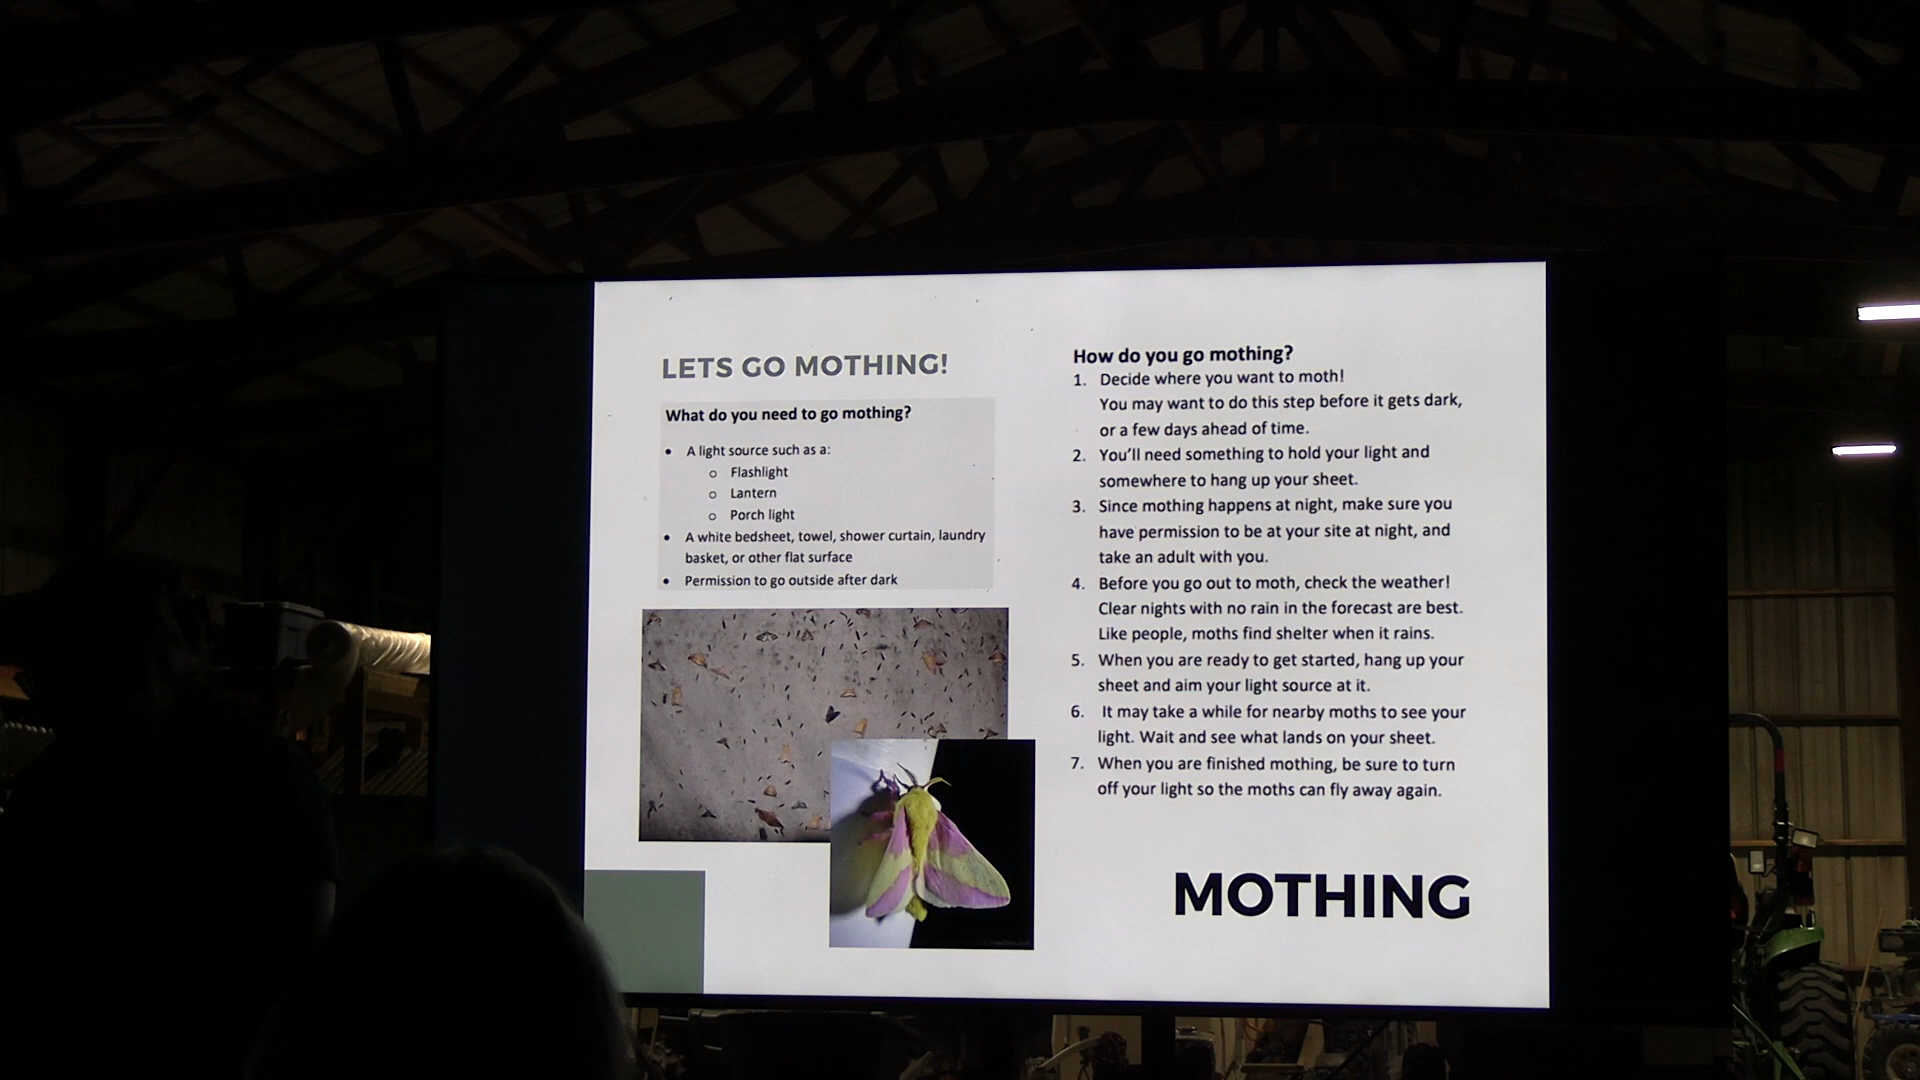 LETS GO MOTHING!
What do you need to go mothing?
• A light source such as a:
o Flashlight
o Lantern
o Porch light
• A white bedsheet, towel, shower curtain, laundry
basket, or other flat surface
• Permission to go outside after dark
How do you go mothing?
1. Decide where you want to moth!
You may want to do this step before it gets dark,
or a few days ahead of time.
2. You'll need something to hold your light and
somewhere to hang up your sheet.
3. Since mothing happens at night, make sure you
have permission to be at your site at night, and
take an adult with you.
4. Before you go out to moth, check the weather!
Clear nights with no rain in the forecast are best.
Like people, moths find shelter when it rains.
5. When you are ready to get started, hang up your
sheet and aim your light source at it.
6. It may take a while for nearby moths to see your
light. Wait and see what lands on your sheet.
7. When you are finished mothing, be sure to turn
off your light so the moths can fly away again.
MOTHING